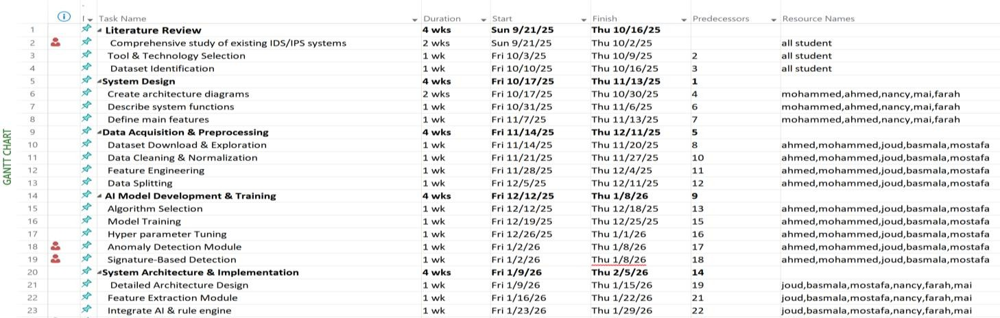 Task Name Duration Start Finish Predecessors Resource Names
1 Literature Review 4 wks Sun 9/21/25 Thu 10/16/25
2 Comprehensive study of existing IDS/IPS systems 2 wks Sun 9/21/25 Thu 10/2/25 all student
3 Tool & Technology Selection 1 wk Fri 10/3/25 Thu 10/9/25 2 all student
4 Dataset Identification 1 wk Fri 10/10/25 Thu 10/16/25 3 all student
5 System Design 4 wks Fri 10/17/25 Thu 11/13/25 1
6 Create architecture diagrams 2 wks Fri 10/17/25 Thu 10/30/25 4 mohammed,ahmed,nancy,mai,farah
7 Describe system functions 1 wk Fri 10/31/25 Thu 11/6/25 6 mohammed,ahmed,nancy,mai,farah
8 Define main features 1 wk Fri 11/7/25 Thu 11/13/25 7 mohammed,ahmed,nancy,mai,farah
9 Data Acquisition & Preprocessing 4 wks Fri 11/14/25 Thu 12/11/25 5
10 Dataset Download & Exploration 1 wk Fri 11/14/25 Thu 11/20/25 8 ahmed,mohammed,joud,basmala,mostafa
11 Data Cleaning & Normalization 1 wk Fri 11/21/25 Thu 11/27/25 10 ahmed,mohammed,joud,basmala,mostafa
12 Feature Engineering 1 wk Fri 11/28/25 Thu 12/4/25 11 ahmed,mohammed,joud,basmala,mostafa
13 Data Splitting 1 wk Fri 12/5/25 Thu 12/11/25 12 ahmed,mohammed,joud,basmala,mostafa
14 AI Model Development & Training 4 wks Fri 12/12/25 Thu 1/8/26 9
15 Algorithm Selection 1 wk Fri 12/12/25 Thu 12/18/25 13 ahmed,mohammed,joud,basmala,mostafa
16 Model Training 1 wk Fri 12/19/25 Thu 12/25/25 15 ahmed,mohammed,joud,basmala,mostafa
17 Hyper parameter Tuning 1 wk Fri 12/26/25 Thu 1/1/26 16 ahmed,mohammed,joud,basmala,mostafa
18 Anomaly Detection Module 1 wk Fri 1/2/26 Thu 1/8/26 17 ahmed,mohammed,joud,basmala,mostafa
19 Signature-Based Detection 1 wk Fri 1/2/26 Thu 1/8/26 18 ahmed,mohammed,joud,basmala,mostafa
20 System Architecture & Implementation 4 wks Fri 1/9/26 Thu 2/5/26 14
21 Detailed Architecture Design 1 wk Fri 1/9/26 Thu 1/15/26 19 joud,basmala,mostafa,nancy,farah,mai
22 Feature Extraction Module 1 wk Fri 1/16/26 Thu 1/22/26 21 joud,basmala,mostafa,nancy,farah,mai
23 Integrate AI & rule engine 1 wk Fri 1/23/26 Thu 1/29/26 22 joud,basmala,mostafa,nancy,farah,mai
GANTT CHART